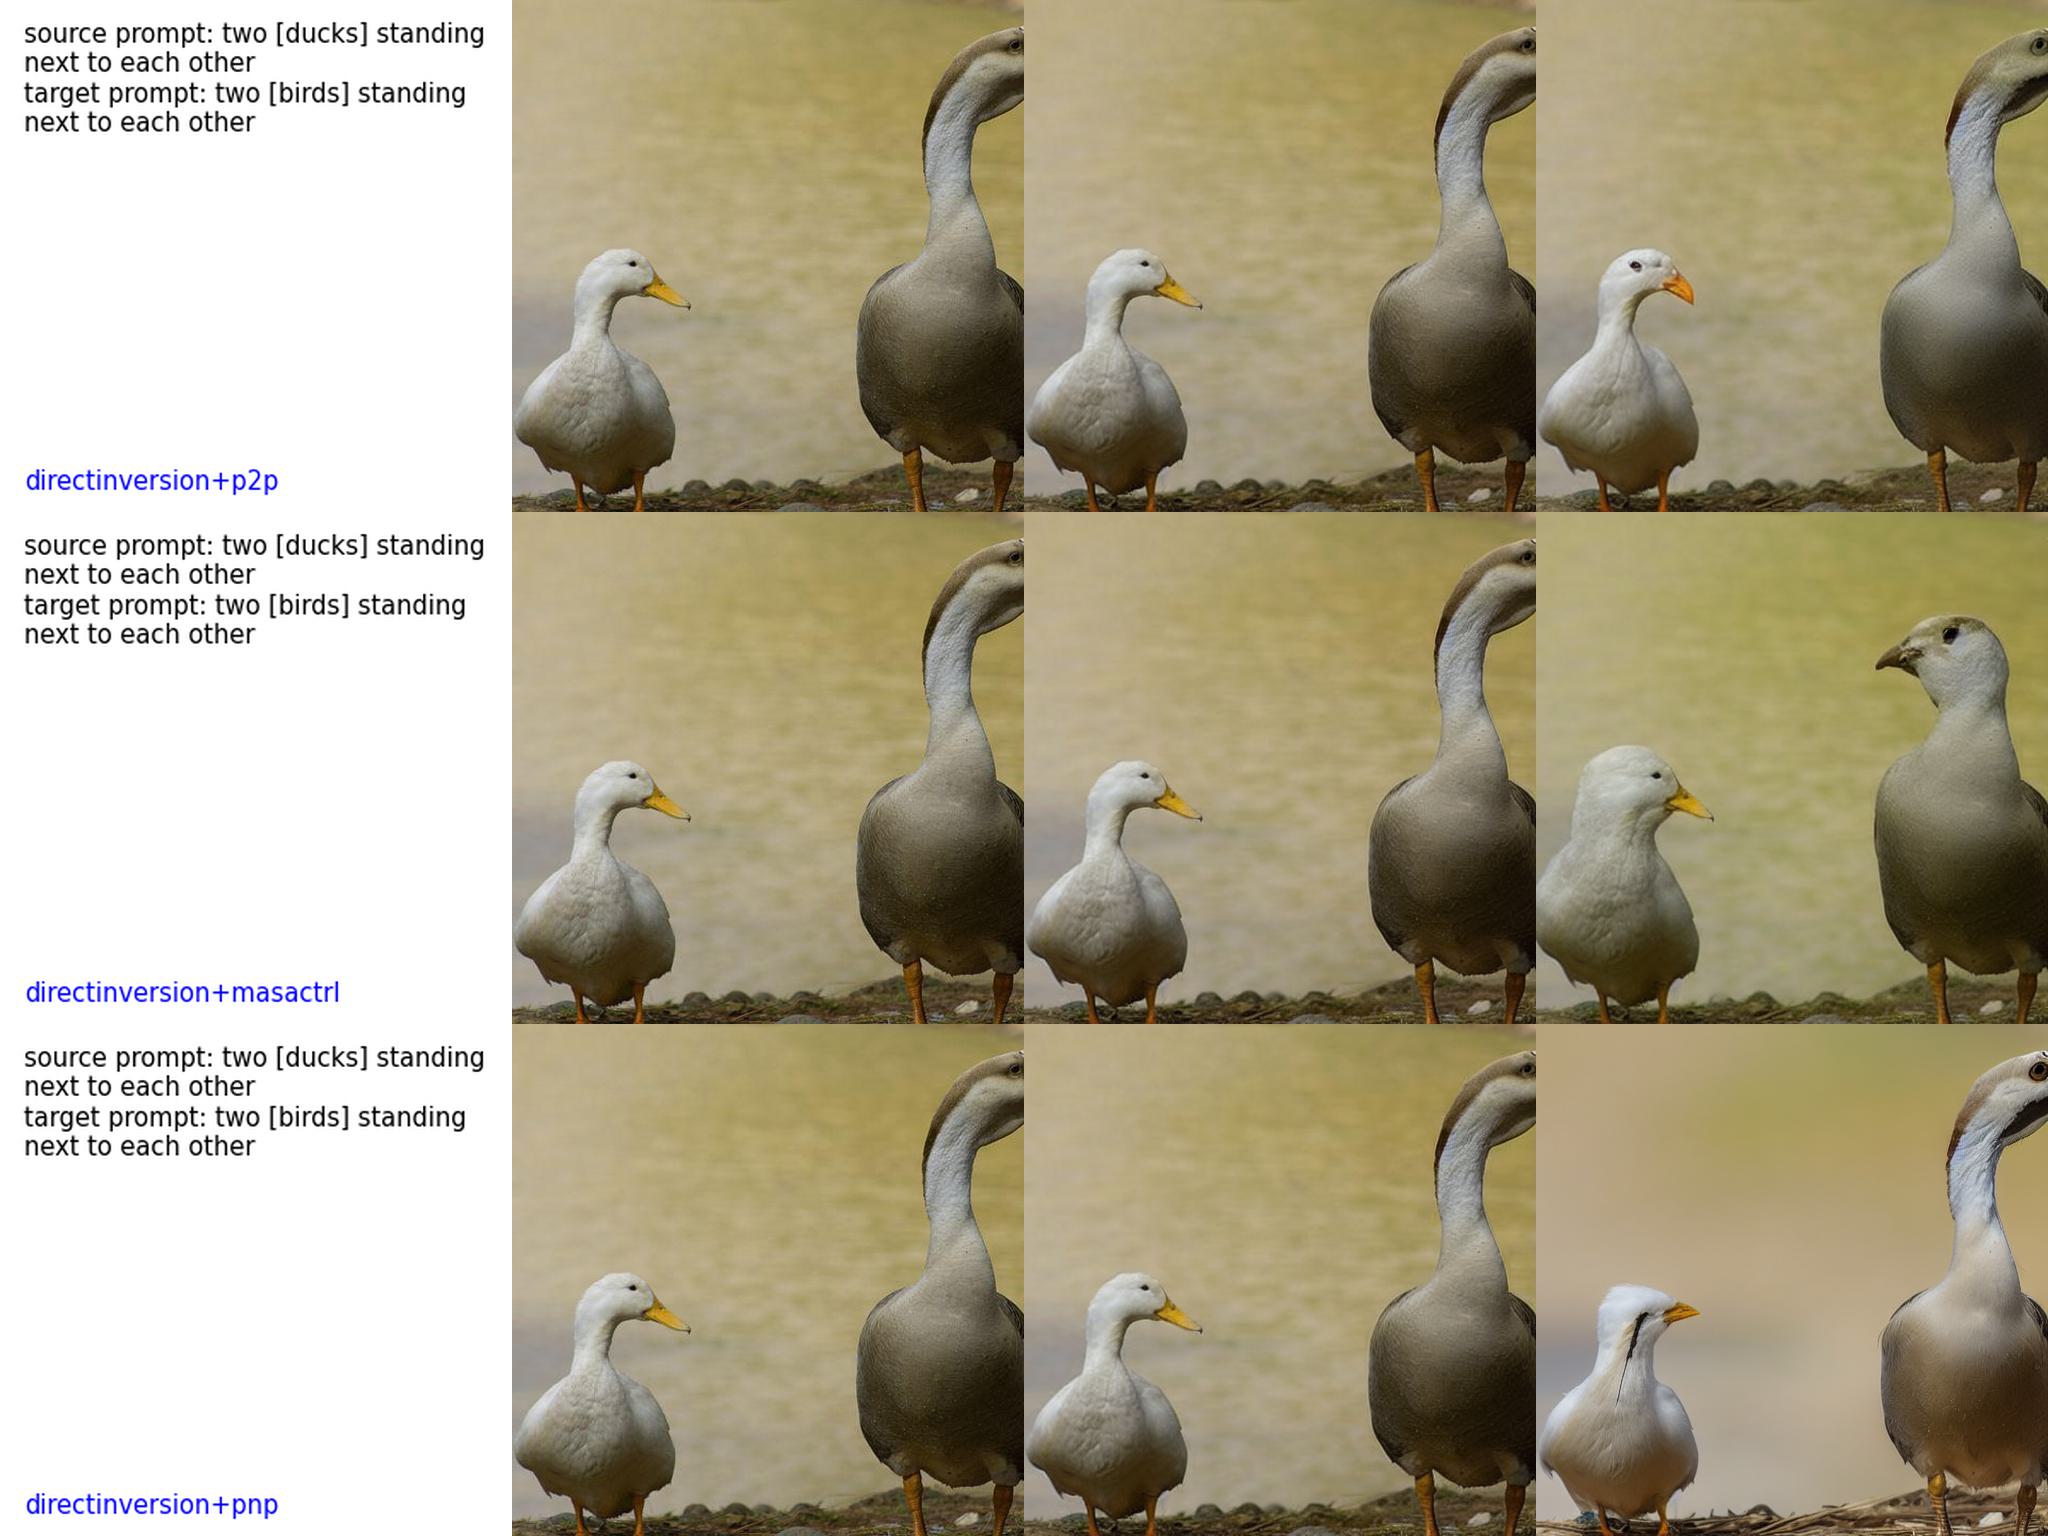 source prompt: two [ducks] standing
next to each other
target prompt: two [birds] standing
next to each other
directinversion+p2p
source prompt: two [ducks] standing
next to each other
target prompt: two [birds] standing
next to each other
directinversion+masactrl
source prompt: two [ducks] standing
next to each other
target prompt: two [birds] standing
next to each other
directinversion+pnp